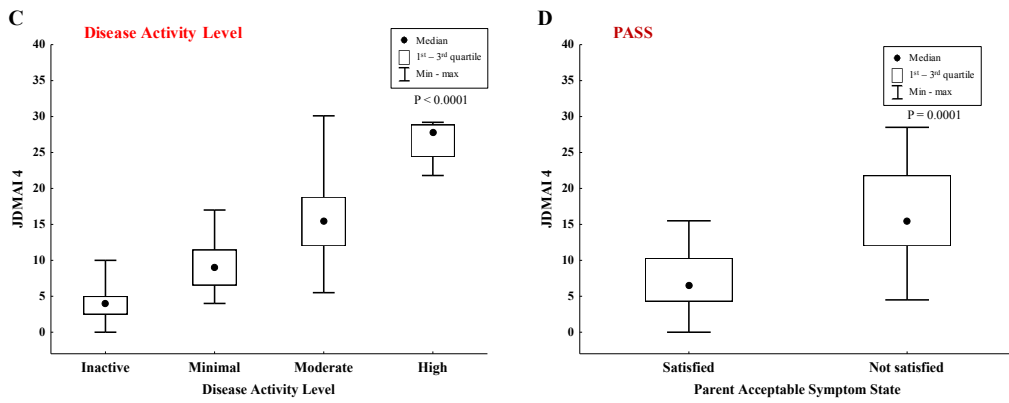 C
Disease Activity Level
Median
1st – 3rd quartile
Min - max
P < 0.0001
40
35
30
25
20
15
10
5
0
JDMAI 4
Inactive Minimal Moderate High
Disease Activity Level
D
PASS
Median
1st – 3rd quartile
Min - max
P = 0.0001
40
35
30
25
20
15
10
5
0
JDMAI 4
Satisfied Not satisfied
Parent Acceptable Symptom State